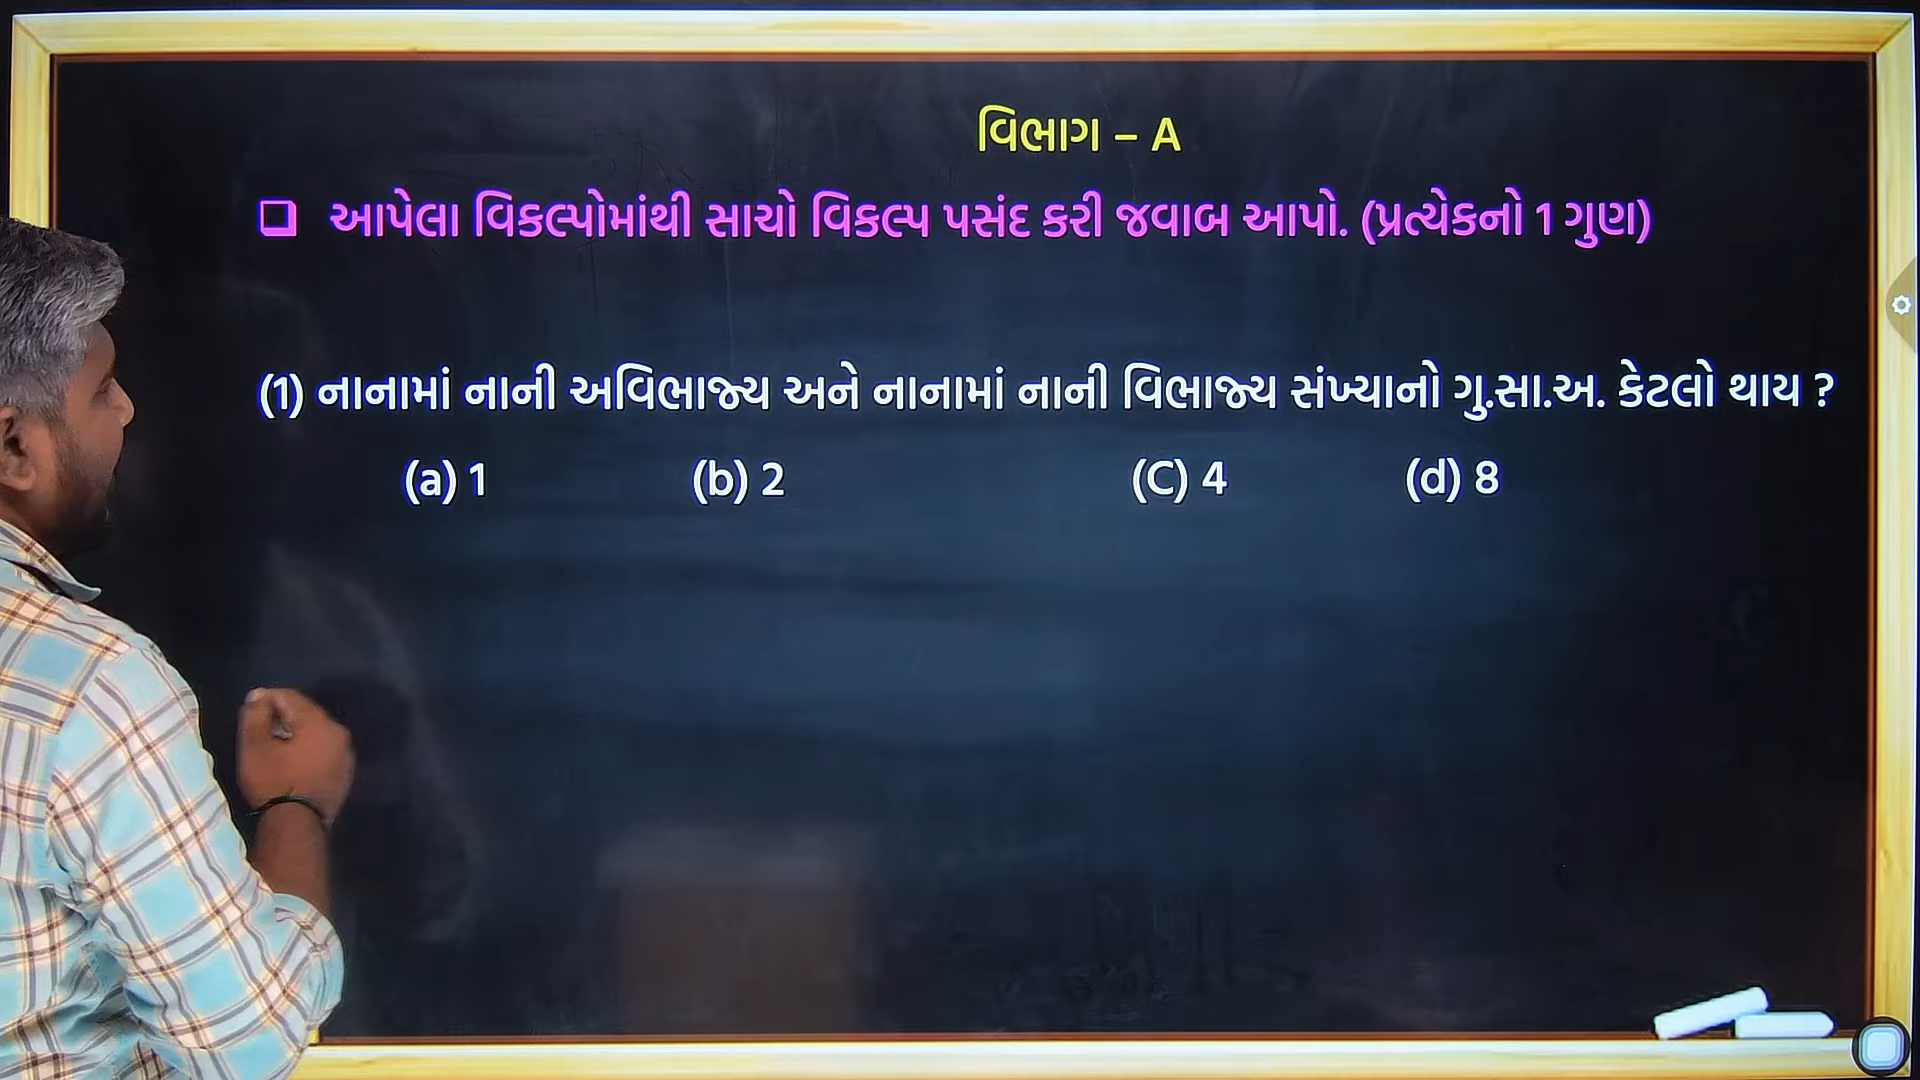 વિભાગ – A
❑ આપેલા વિકલ્પોમાંથી સાચો વિકલ્પ પસંદ કરી જવાબ આપો. (પ્રત્યેકનો 1 ગુણ)
(1) નાનામાં નાની અવિભાજ્ય અને નાનામાં નાની વિભાજ્ય સંખ્યાનો ગુ.સા.અ. કેટલો થાય ?
(a) 1 (b) 2 (C) 4 (d) 8